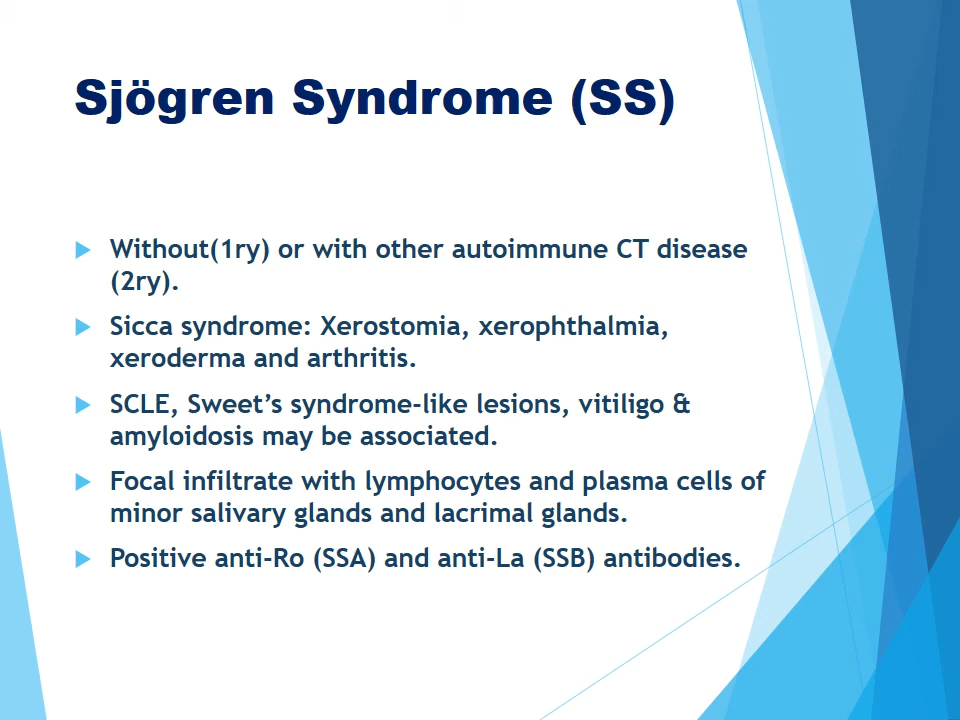 Sjögren Syndrome (SS)
Without(1ry) or with other autoimmune CT disease
(2ry).
Sicca syndrome: Xerostomia, xerophthalmia,
xeroderma and arthritis.
SCLE, Sweet’s syndrome-like lesions, vitiligo &
amyloidosis may be associated.
Focal infiltrate with lymphocytes and plasma cells of
minor salivary glands and lacrimal glands.
Positive anti-Ro (SSA) and anti-La (SSB) antibodies.